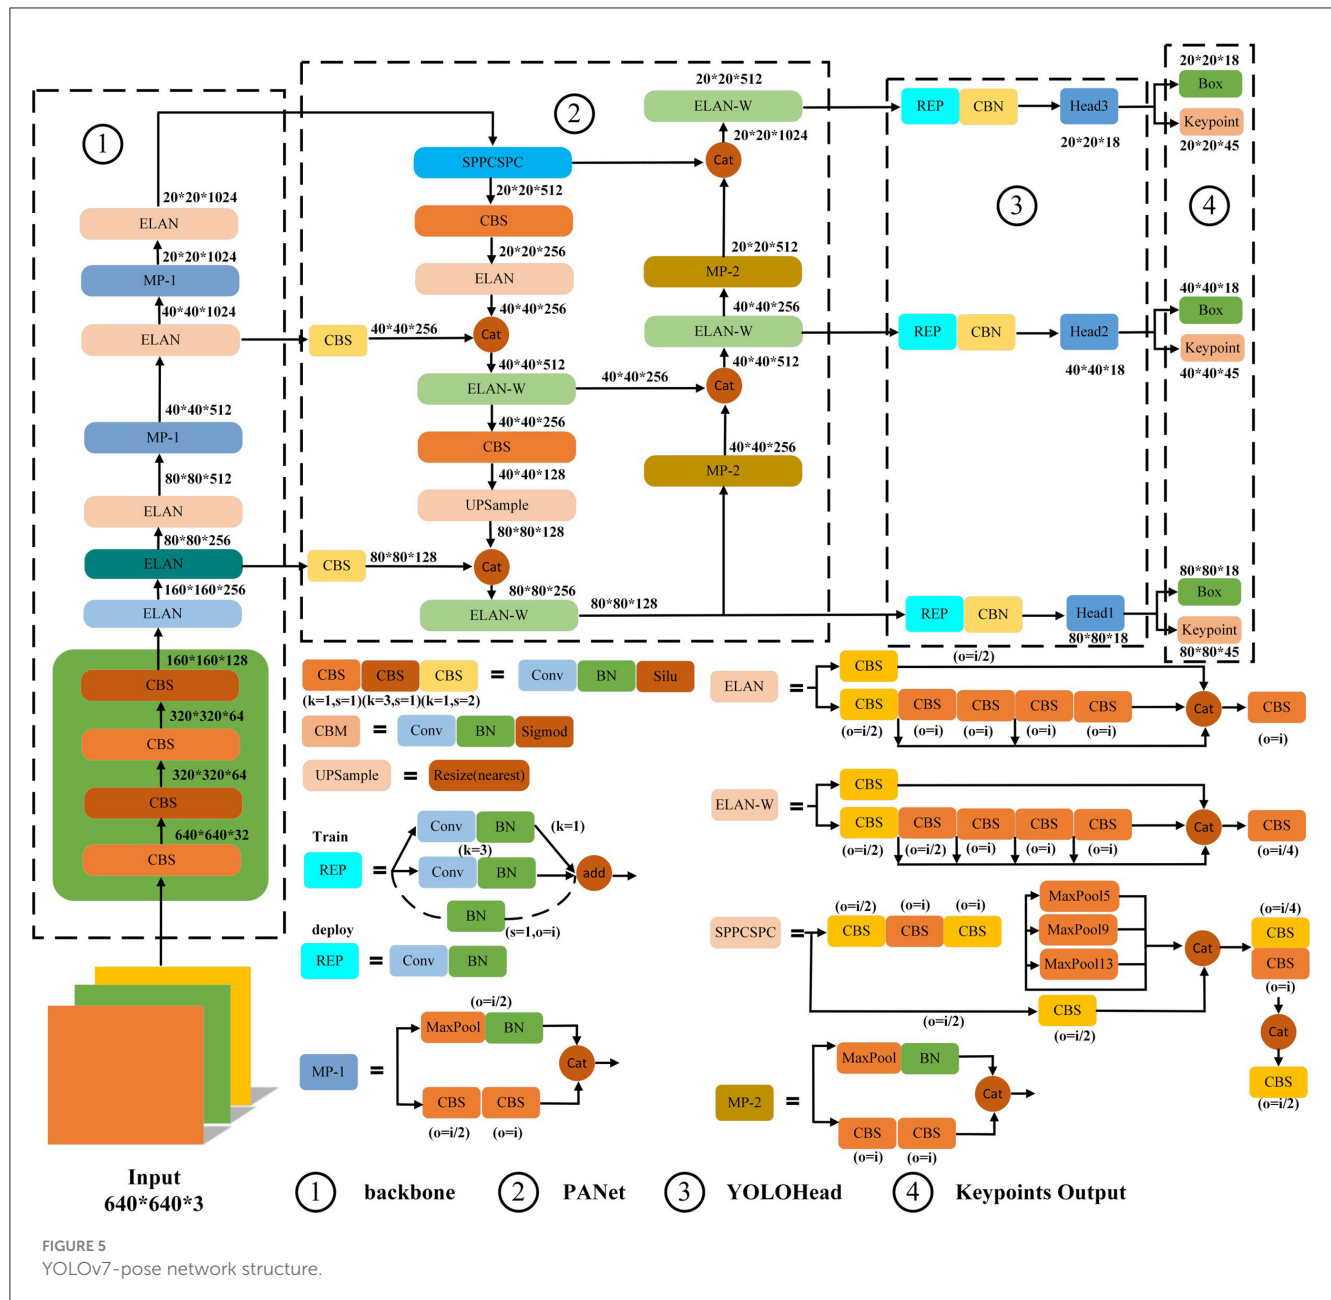 1
20*20*1024
ELAN
20*20*1024
MP-1
40*40*1024
ELAN
40*40*512
MP-1
80*80*512
ELAN
80*80*256
ELAN
160*160*256
ELAN
160*160*128
CBS
320*320*64
CBS
320*320*64
CBS
640*640*32
CBS
Input
640*640*3
2
SPPCSPC
20*20*512
CBS
20*20*256
ELAN
40*40*256
CBS
40*40*256
Cat
40*40*512
ELAN-W
40*40*256
40*40*256
CBS
40*40*128
UPSample
80*80*128
CBS
80*80*128
Cat
80*80*256
ELAN-W
80*80*128
20*20*512
ELAN-W
20*20*1024
Cat
20*20*512
MP-2
40*40*256
ELAN-W
40*40*512
Cat
40*40*256
MP-2
3
REP CBN Head3
20*20*18
REP CBN Head2
40*40*18
REP CBN Head1
80*80*18
4
20*20*18
Box
Keypoint
20*20*45
40*40*18
Box
Keypoint
40*40*45
80*80*18
Box
Keypoint
80*80*45
CBS CBS CBS = Conv BN Silu
(k=1,s=1)(k=3,s=1)(k=1,s=2)
CBM = Conv BN Sigmod
UPSample = Resize(nearest)
Train
REP =
Conv BN (k=1)
(k=3)
Conv BN add
BN
(s=1,o=i)
deploy
REP = Conv BN
MP-1 =
(o=i/2)
MaxPool BN
Cat
CBS CBS
(o=i/2) (o=i)
ELAN =
CBS (o=i/2)
CBS CBS CBS CBS CBS Cat CBS
(o=i/2) (o=i) (o=i) (o=i) (o=i) (o=i)
ELAN-W =
CBS
CBS CBS CBS CBS CBS Cat CBS
(o=i/2) (o=i/2) (o=i) (o=i) (o=i) (o=i/4)
SPPCSPC =
(o=i/2) (o=i) (o=i)
CBS CBS CBS
MaxPool5
MaxPool9
MaxPool13
Cat
(o=i/4)
CBS
CBS
(o=i)
(o=i/2)
CBS
(o=i/2)
Cat
CBS
(o=i/2)
MP-2 =
MaxPool BN
Cat
CBS CBS
(o=i) (o=i)
1 backbone 2 PANet 3 YOLOHead 4 Keypoints Output
FIGURE 5
YOLOv7-pose network structure.